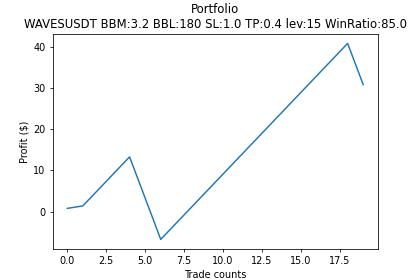 Portfolio
WAVESUSDT BBM:3.2 BBL:180 SL:1.0 TP:0.4 lev:15 WinRatio:85.0
40
30
20
10
0
Profit ($)
0.0 2.5 5.0 7.5 10.0 12.5 15.0 17.5
Trade counts